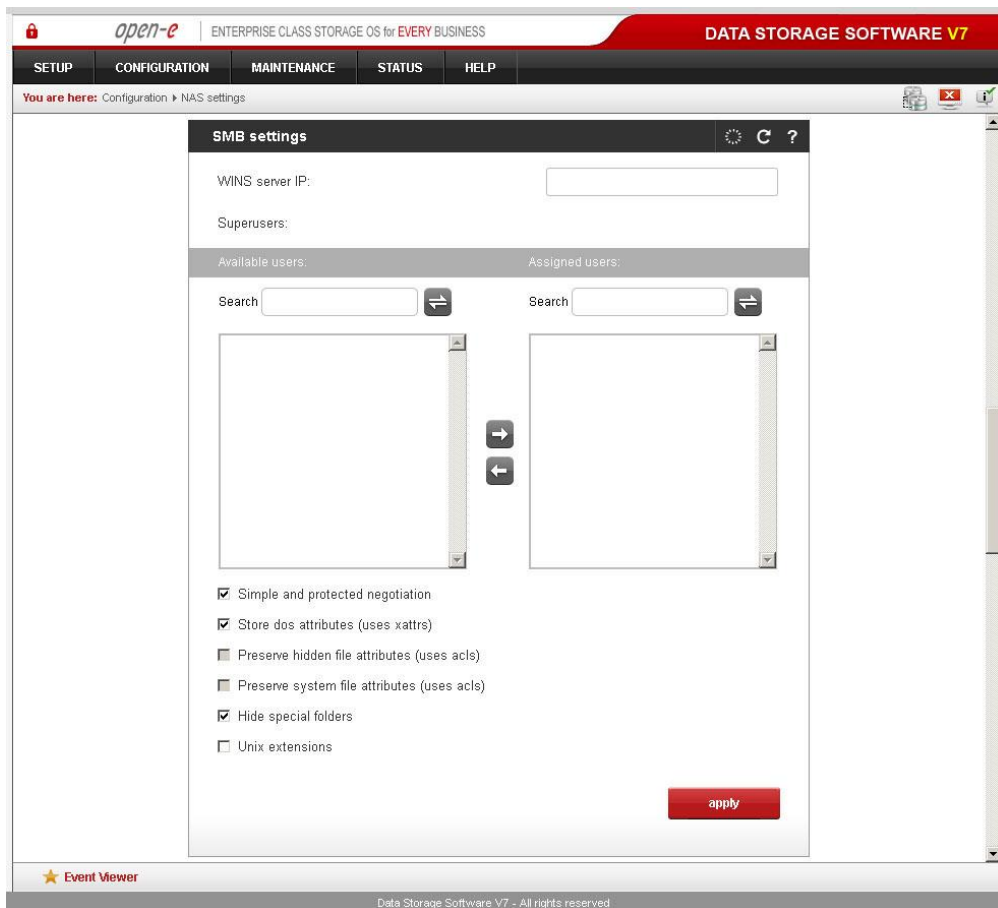 open-e ENTERPRISE CLASS STORAGE OS for EVERY BUSINESS DATA STORAGE SOFTWARE V7
SETUP CONFIGURATION MAINTENANCE STATUS HELP
You are here: Configuration NAS settings
SMB settings ?
WINS server IP:
Superusers:
Available users: Assigned users:
Search Search
Simple and protected negotiation
Store dos attributes (uses xattrs)
Preserve hidden file attributes (uses acls)
Preserve system file attributes (uses acls)
Hide special folders
Unix extensions
apply
Event Viewer
Data Storage Software V7 - All rights reserved